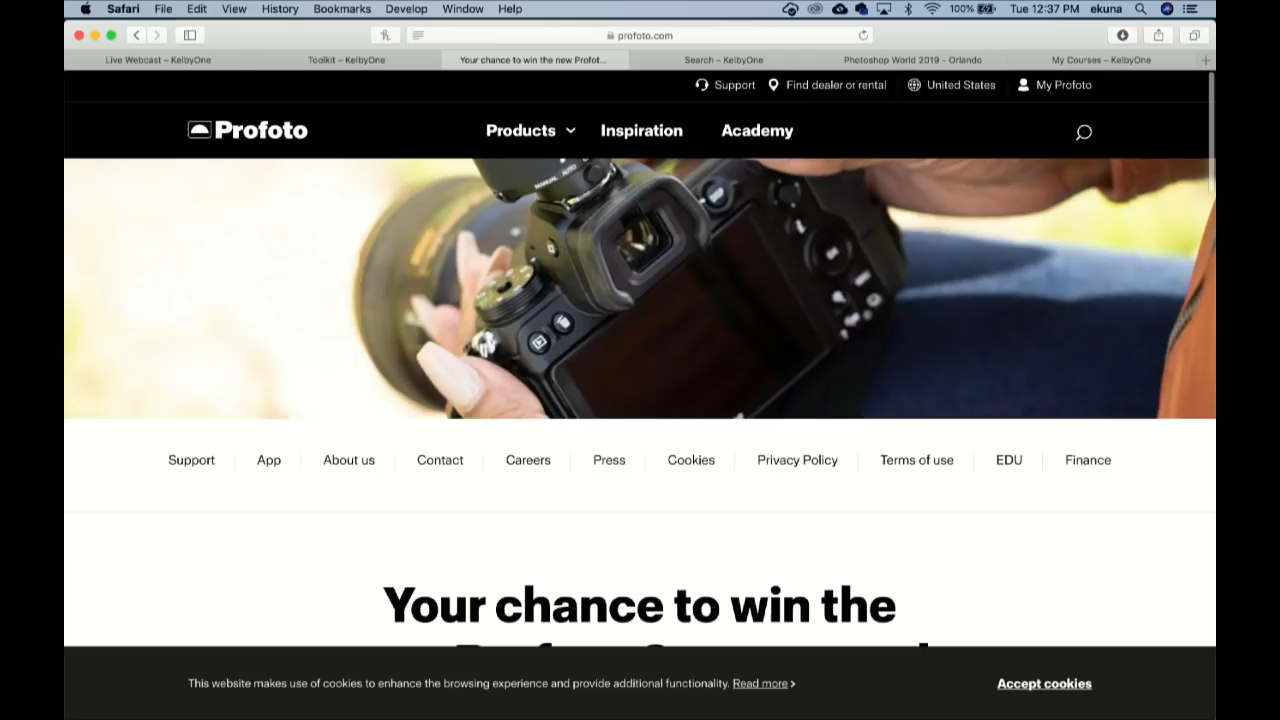 Safari File Edit View History Bookmarks Develop Window Help 100% Tue 12:37 PM ekuna
profoto.com
Live Webcast – KelbyOne Toolkit – KelbyOne Your chance to win the new Profot... Search – KelbyOne Photoshop World 2019 - Orlando My Courses – KelbyOne
Support Find dealer or rental United States My Profoto
Profoto Products Inspiration Academy
MANUAL AUTO
Support App About us Contact Careers Press Cookies Privacy Policy Terms of use EDU Finance
Your chance to win the
This website makes use of cookies to enhance the browsing experience and provide additional functionality. Read more > Accept cookies